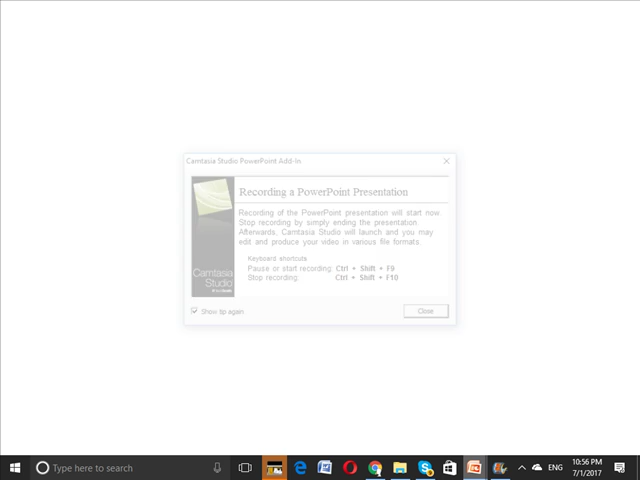 Camtasia Studio PowerPoint Add-In
Recording a PowerPoint Presentation
Recording of the PowerPoint presentation will start now.
Stop recording by simply ending the presentation.
Afterwards, Camtasia Studio will launch and you may
edit and produce your video in various file formats.
Keyboard shortcuts
Pause or start recording: Ctrl + Shift + F9
Stop recording: Ctrl + Shift + F10
Camtasia
Studio
Show tip again
Close
Type here to search
ENG
10:56 PM
7/1/2017